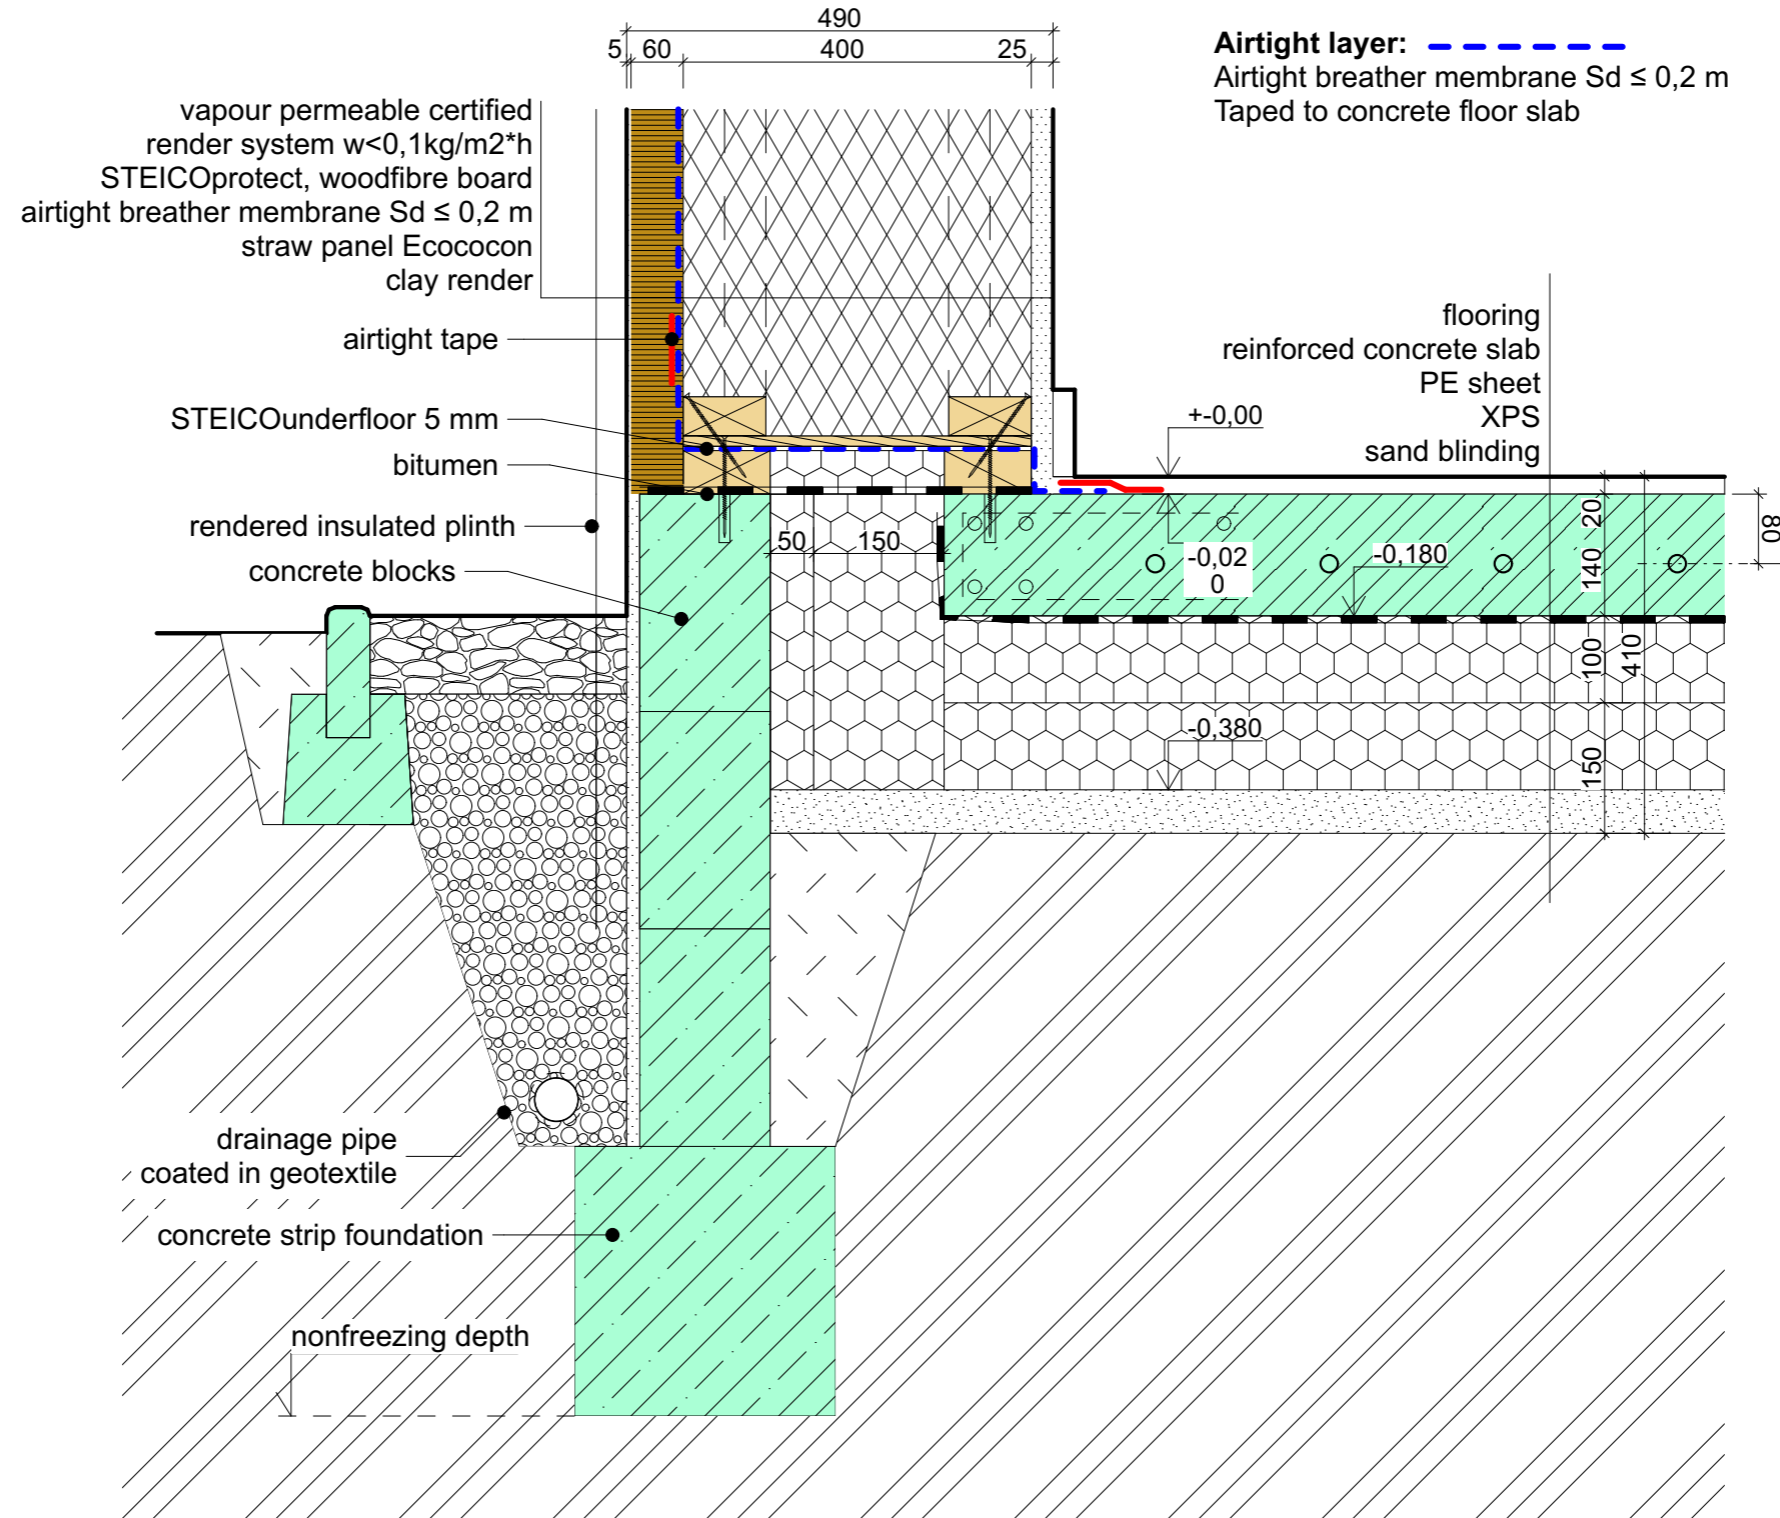 490
5 60 400 25
Airtight layer:
Airtight breather membrane Sd ≤ 0,2 m
Taped to concrete floor slab
vapour permeable certified
render system w<0,1kg/m2*h
STEICOprotect, woodfibre board
airtight breather membrane Sd ≤ 0,2 m
straw panel Ecococon
clay render
airtight tape
STEICOunderfloor 5 mm
bitumen
rendered insulated plinth
concrete blocks
flooring
reinforced concrete slab
PE sheet
XPS
sand blinding
+-0,00
50 150
-0,02
0
-0,180
-0,380
20
140
100
150
410
80
drainage pipe
coated in geotextile
concrete strip foundation
nonfreezing depth